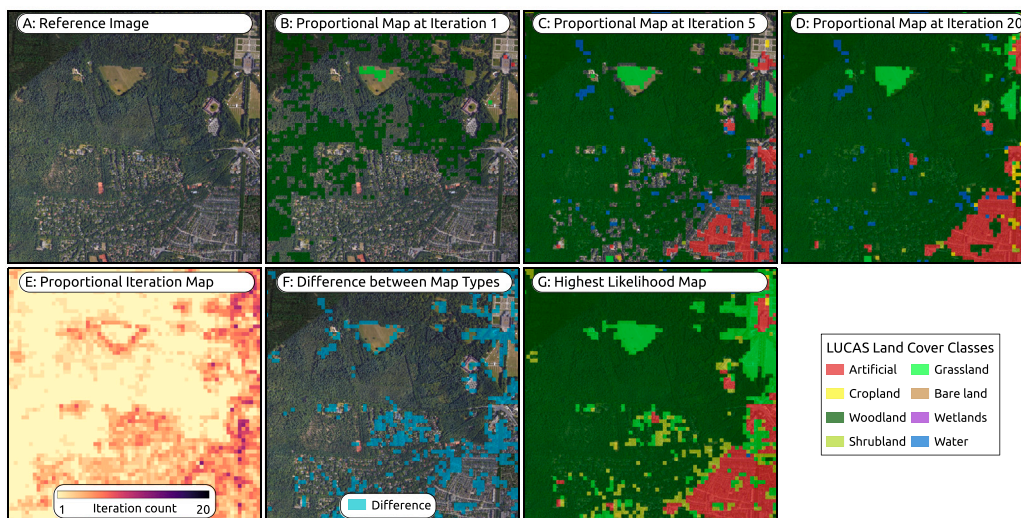 A: Reference Image
B: Proportional Map at Iteration 1
C: Proportional Map at Iteration 5
D: Proportional Map at Iteration 20
E: Proportional Iteration Map
1 Iteration count 20
F: Difference between Map Types
Difference
G: Highest Likelihood Map
LUCAS Land Cover Classes
Artificial Grassland
Cropland Bare land
Woodland Wetlands
Shrubland Water